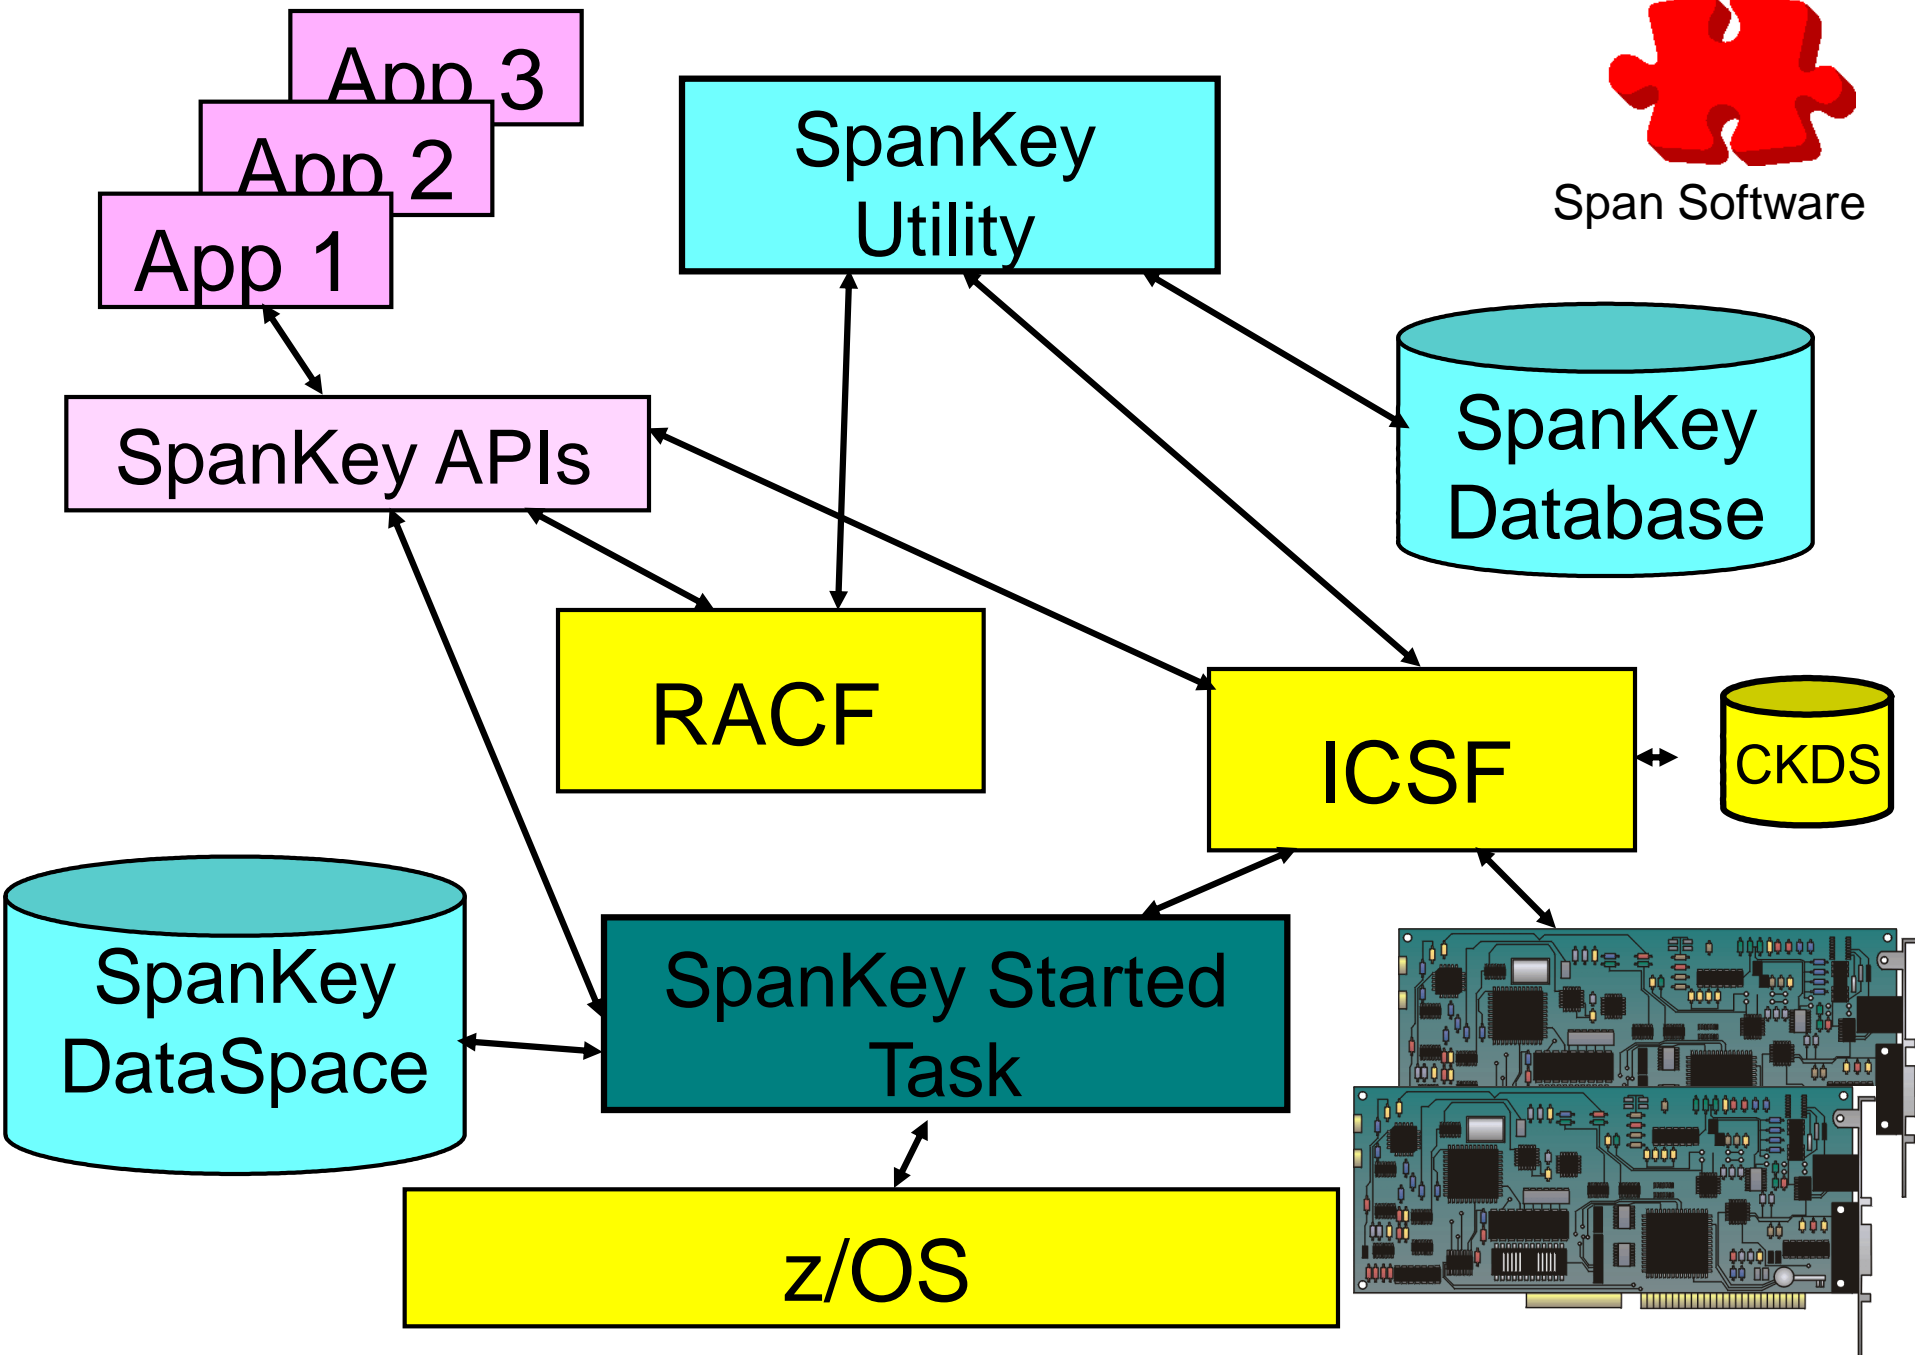 App 3
App 2
App 1
SpanKey
Utility
Span Software
SpanKey APIs
SpanKey
Database
RACF
ICSF
CKDS
SpanKey
DataSpace
SpanKey Started
Task
z/OS